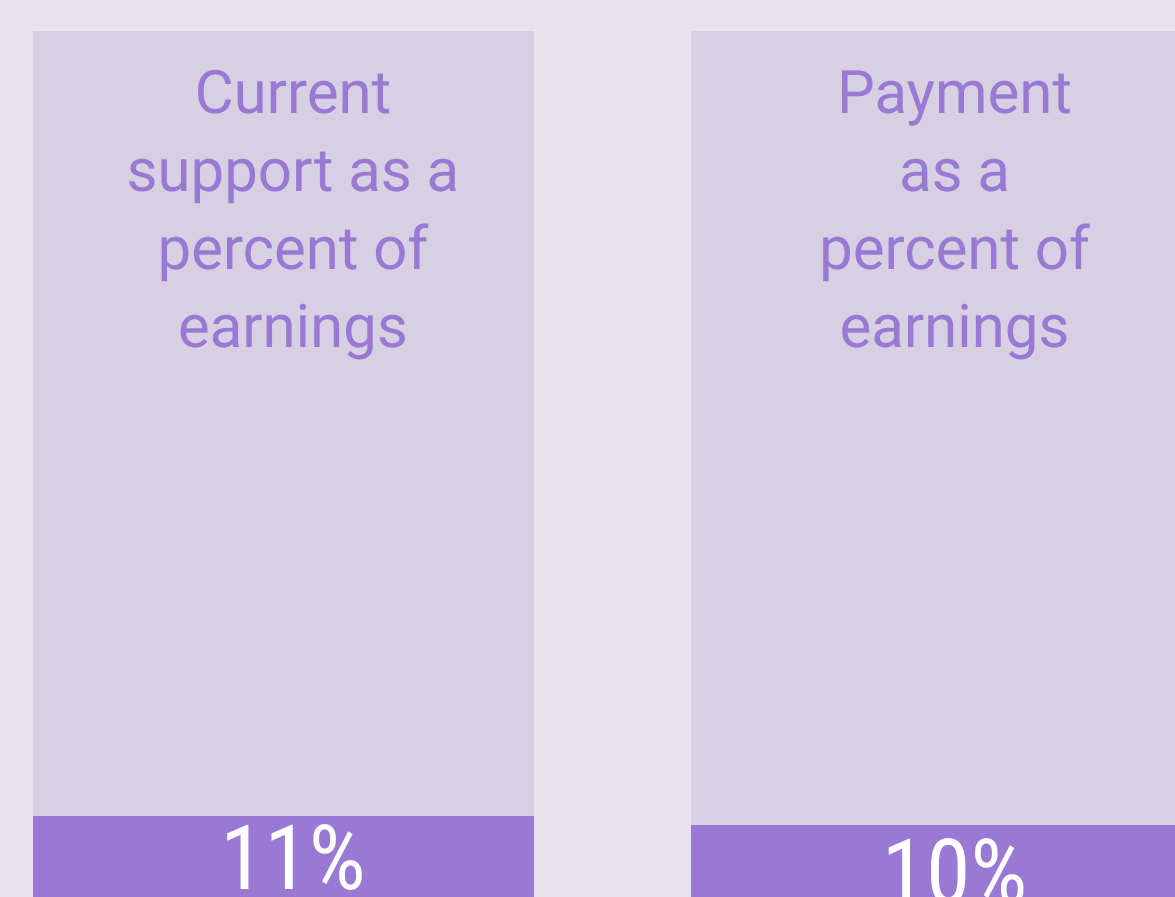 Current
support as a
percent of
earnings
11%
Payment
as a
percent of
earnings
10%